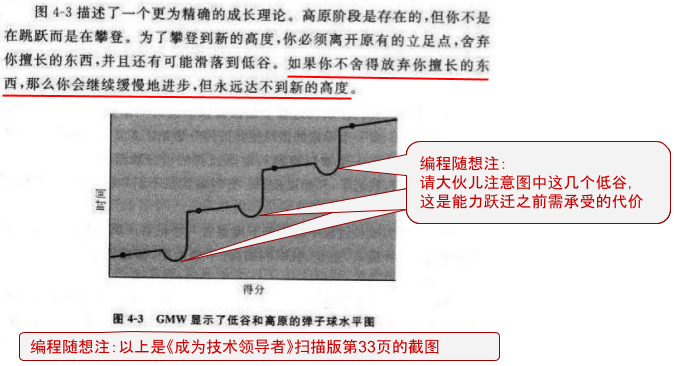 图 4-3 描述了一个更为精确的成长理论。高原阶段是存在的,但你不是
在跳跃而是在攀登。为了攀登到新的高度,你必须离开原有的立足点,舍弃
你擅长的东西,并且还有可能滑落到低谷。如果你不舍得放弃你擅长的东
西,那么你会继续缓慢地进步,但永远达不到新的高度。
编程随想注:
请大伙儿注意图中这几个低谷,
这是能力跃迁之前需承受的代价
时间
得分
图 4-3 GMW 显示了低谷和高原的弹子球水平图
编程随想注:以上是《成为技术领导者》扫描版第33页的截图